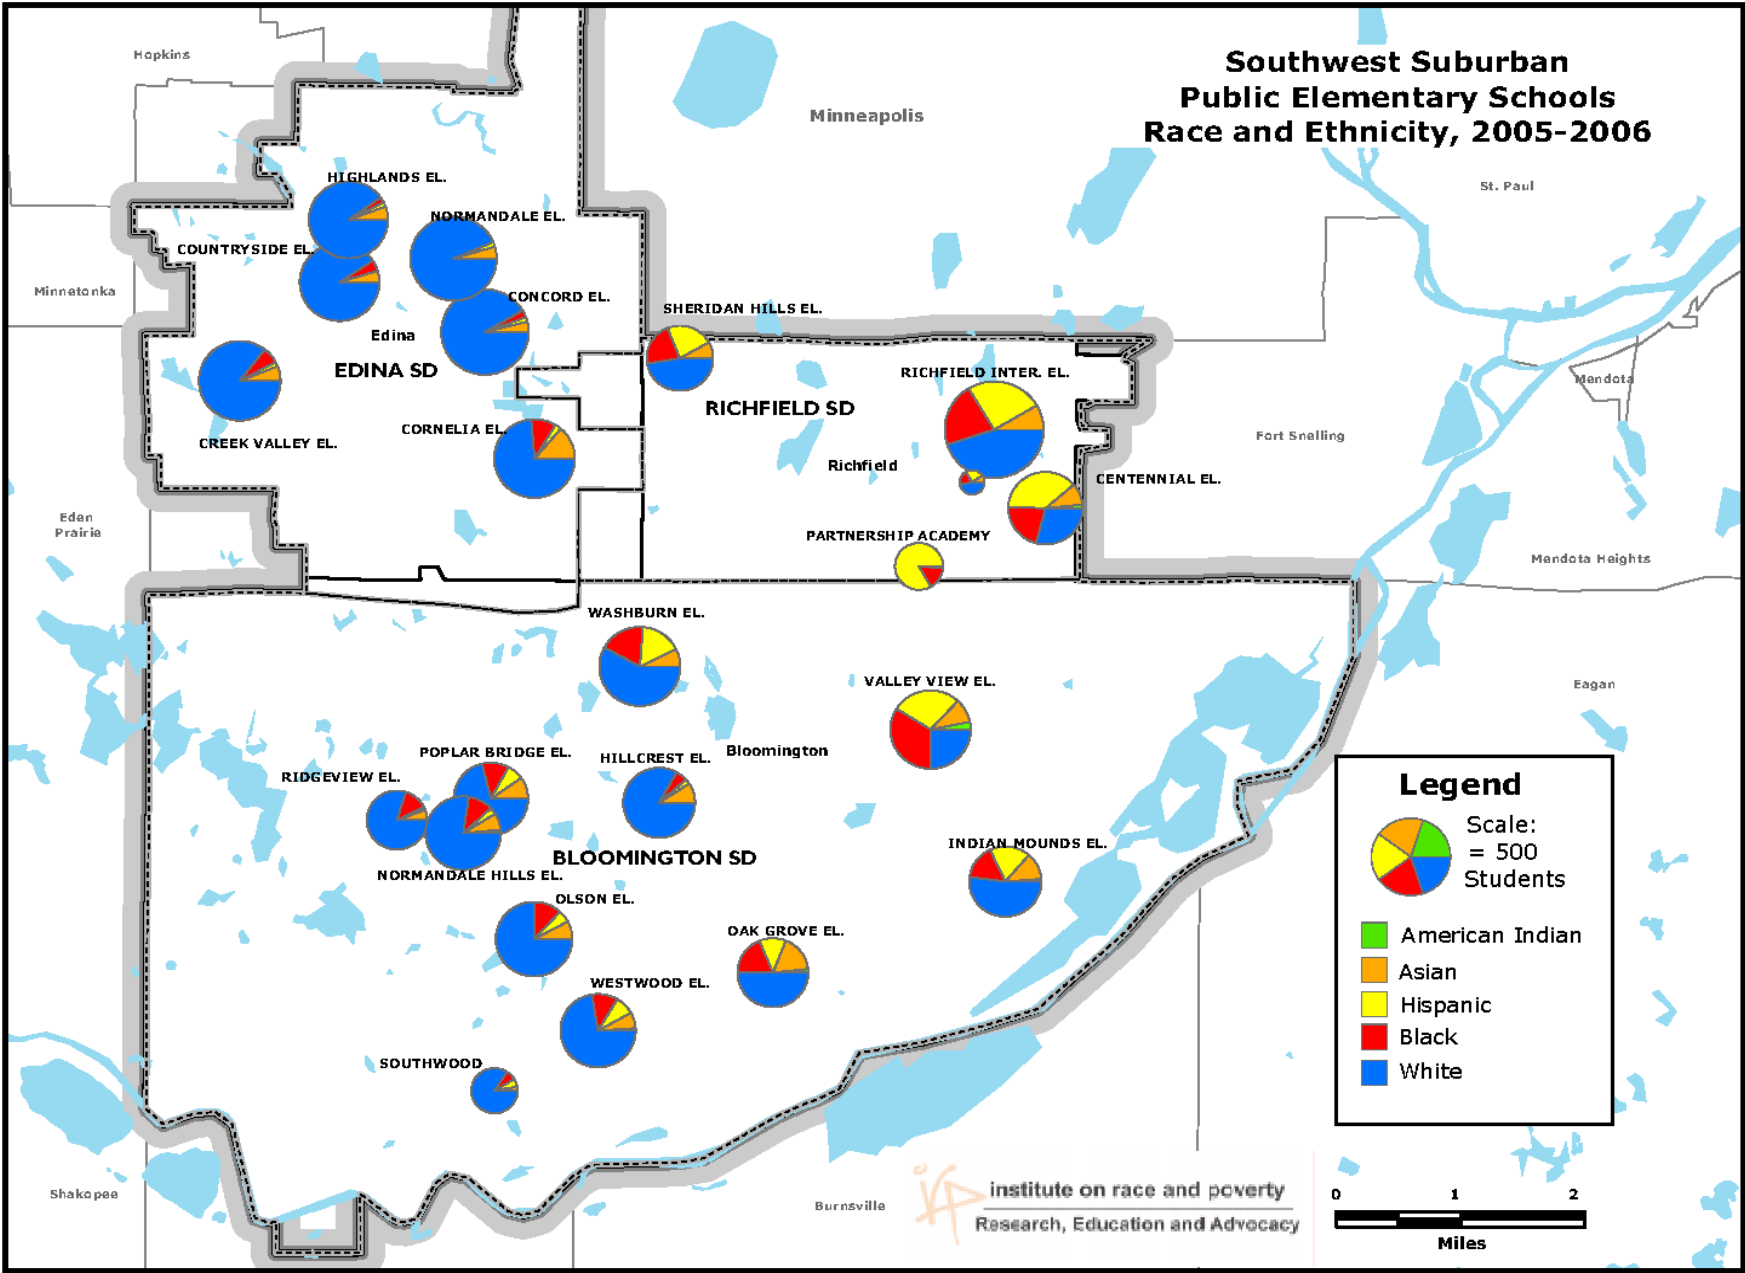 Southwest Suburban
Public Elementary Schools
Race and Ethnicity, 2005-2006
Hopkins
Minneapolis
St. Paul
HIGHLANDS EL.
NORMANDALE EL.
COUNTRYSIDE EL.
Minnetonka
CONCORD EL.
SHERIDAN HILLS EL.
Edina
EDINA SD
RICHFIELD INTER. EL.
Mendota
RICHFIELD SD
CORNELIA EL.
CREEK VALLEY EL.
Fort Snelling
Richfield
CENTENNIAL EL.
Eden
Prairie
PARTNERSHIP ACADEMY
Mendota Heights
WASHBURN EL.
VALLEY VIEW EL.
Eagan
POPLAR BRIDGE EL.
HILLCREST EL.
Bloomington
RIDGEVIEW EL.
INDIAN MOUNDS EL.
BLOOMINGTON SD
NORMANDALE HILLS EL.
OLSON EL.
OAK GROVE EL.
WESTWOOD EL.
SOUTHWOOD
Legend
Scale:
= 500
Students
American Indian
Asian
Hispanic
Black
White
Shakopee
Burnsville
irp
institute on race and poverty
Research, Education and Advocacy
0 1 2
Miles